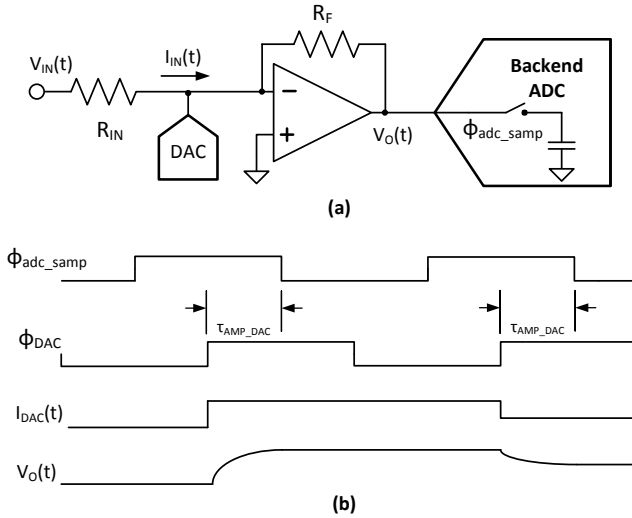 R_F
V_IN(t)
I_IN(t)
R_IN
DAC
−
+
V_O(t)
Backend
ADC
ϕ_adc_samp
(a)
ϕ_adc_samp
τ_AMP_DAC
τ_AMP_DAC
ϕ_DAC
I_DAC(t)
V_O(t)
(b)